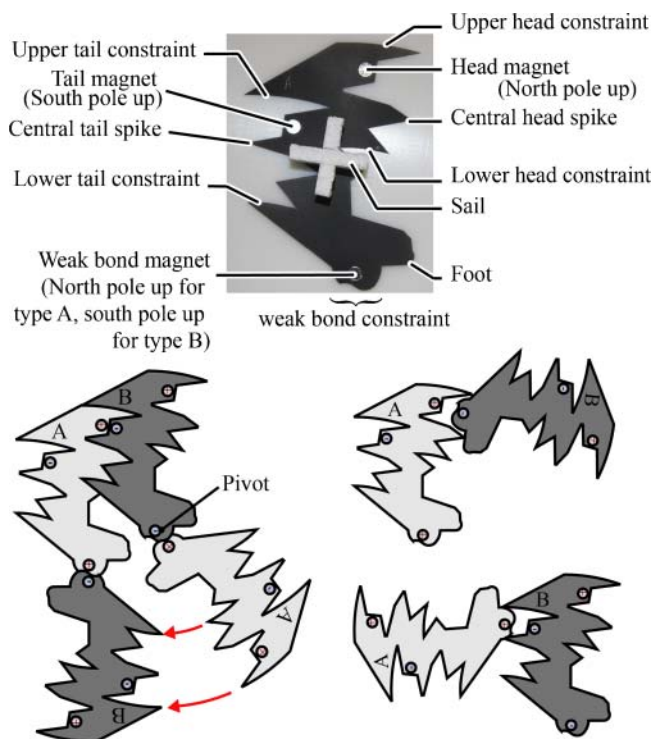 Upper head constraint
Upper tail constraint
Tail magnet
(South pole up)
Head magnet
(North pole up)
Central tail spike
Central head spike
Lower tail constraint
Lower head constraint
Sail
Weak bond magnet
(North pole up for
type A, south pole up
for type B)
Foot
weak bond constraint
A
B
A
Pivot
A
B
A
B
B
A